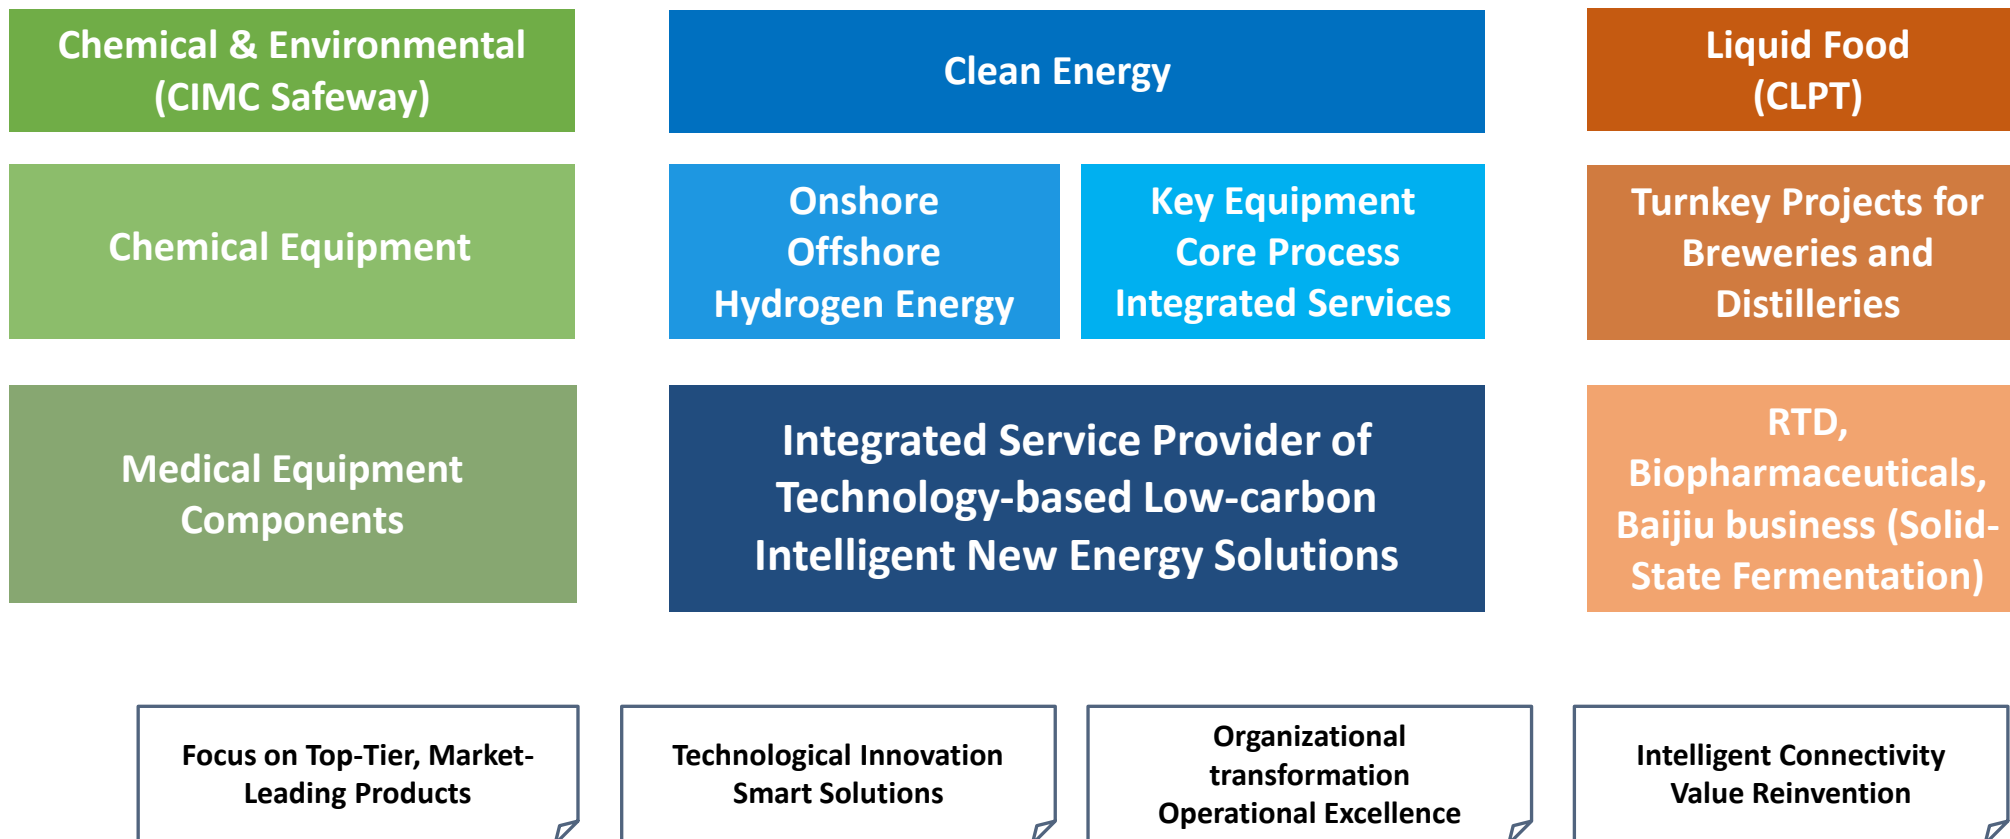 Chemical & Environmental
(CIMC Safeway)
Clean Energy
Liquid Food
(CLPT)
Chemical Equipment
Onshore
Offshore
Hydrogen Energy
Key Equipment
Core Process
Integrated Services
Turnkey Projects for
Breweries and
Distilleries
Medical Equipment
Components
Integrated Service Provider of
Technology-based Low-carbon
Intelligent New Energy Solutions
RTD,
Biopharmaceuticals,
Baijiu business (Solid-
State Fermentation)
Focus on Top-Tier, Market-
Leading Products
Technological Innovation
Smart Solutions
Organizational
transformation
Operational Excellence
Intelligent Connectivity
Value Reinvention